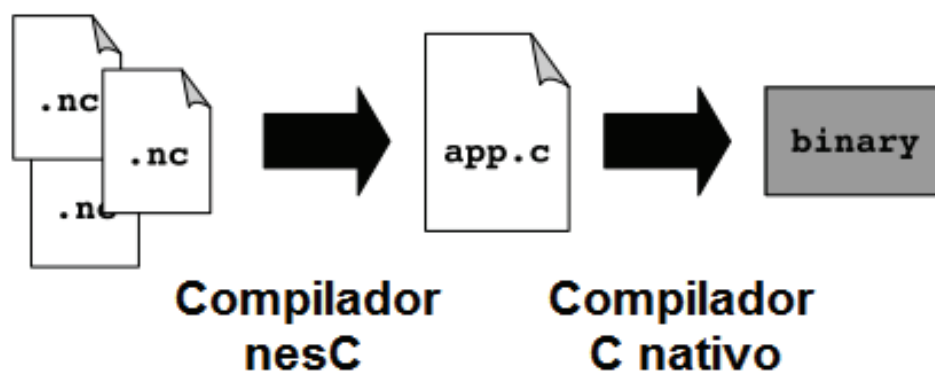 .nc
.nc
.nc
app.c
binary
Compilador
nesC
Compilador
C nativo